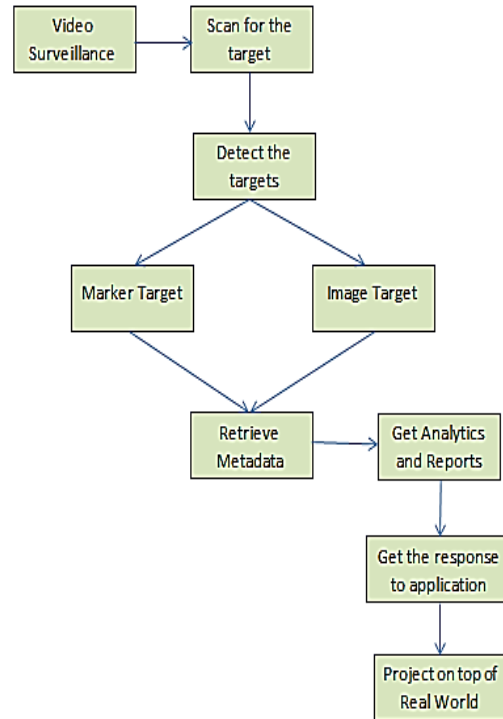 Video
Surveillance
Scan for the
target
Detect the
targets
Marker Target
Image Target
Retrieve
Metadata
Get Analytics
and Reports
Get the response
to application
Project on top of
Real World